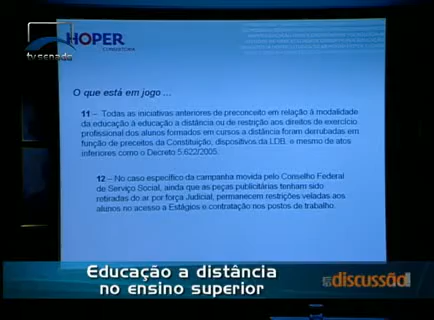 HOPER
CONSULTORIA
tv senado
O que está em jogo ...
11 – Todas as iniciativas anteriores de preconceito em relação à modalidade
da educação à educação a distância ou de restrição aos direitos de exercício
profissional dos alunos formados em cursos a distância foram derrubadas em
função de preceitos da Constituição, dispositivos da LDB, e mesmo de atos
inferiores como o Decreto 5.622/2005.
12 – No caso específico da campanha movida pelo Conselho Federal
de Serviço Social, ainda que as peças publicitárias tenham sido
retiradas do ar por força Judicial, permanecem restrições veladas aos
alunos no acesso a Estágios e contratação nos postos de trabalho.
Educação a distância
no ensino superior
em discussão!